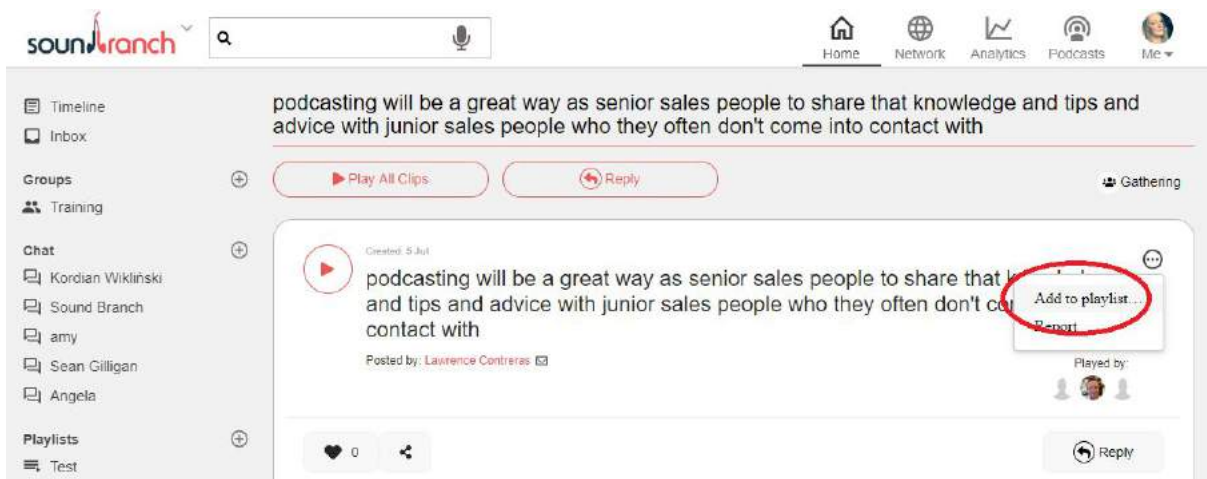 soundbranch
Home
Network
Analytics
Podcasts
Me
Timeline
Inbox
Groups
Training
Chat
Kordian Wikliński
Sound Branch
amy
Sean Gilligan
Angela
Playlists
Test
podcasting will be a great way as senior sales people to share that knowledge and tips and
advice with junior sales people who they often don't come into contact with
Play All Clips
Reply
Gathering
Created: 5 Jul
podcasting will be a great way as senior sales people to share that
and tips and advice with junior sales people who they often don't
contact with
Add to playlist...
Report
Posted by: Lawrence Contreras
Played by:
0
Reply